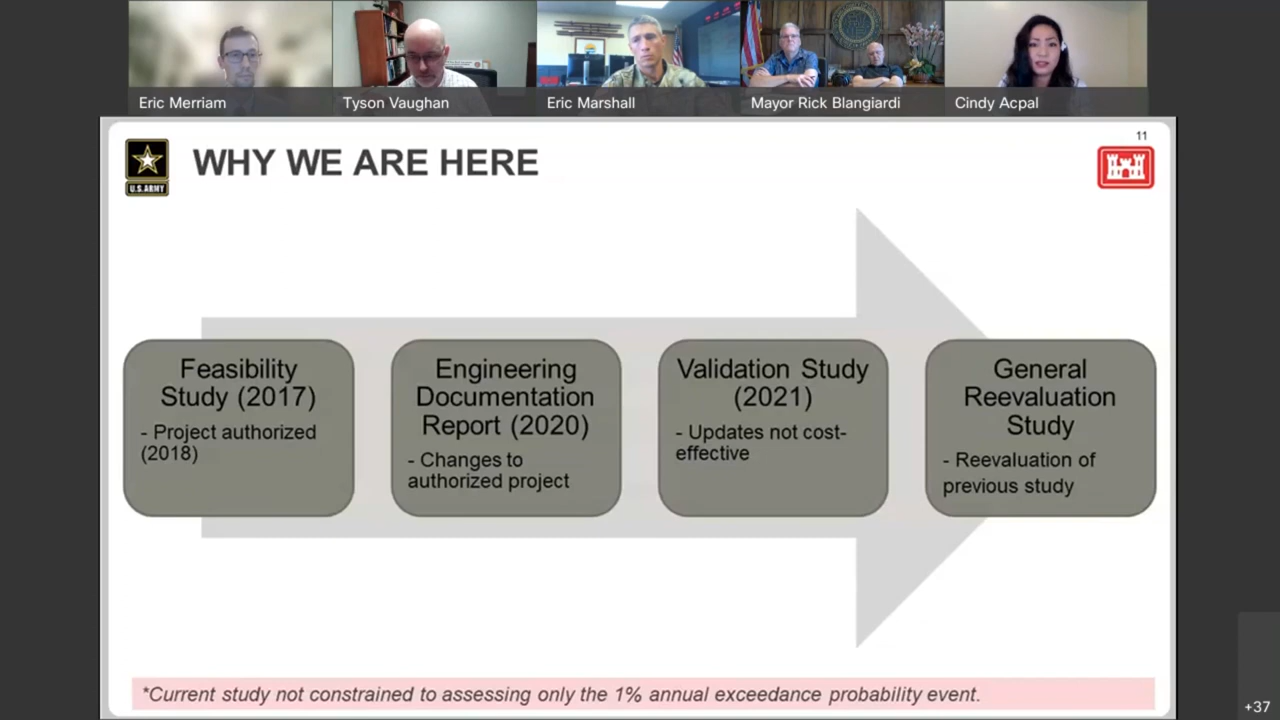 Eric Merriam
Tyson Vaughan
Eric Marshall
Mayor Rick Blangiardi
Cindy Acpal
11
U.S.ARMY
WHY WE ARE HERE
Feasibility
Study (2017)
- Project authorized
(2018)
Engineering
Documentation
Report (2020)
- Changes to
authorized project
Validation Study
(2021)
- Updates not cost-
effective
General
Reevaluation
Study
- Reevaluation of
previous study
*Current study not constrained to assessing only the 1% annual exceedance probability event.
+37